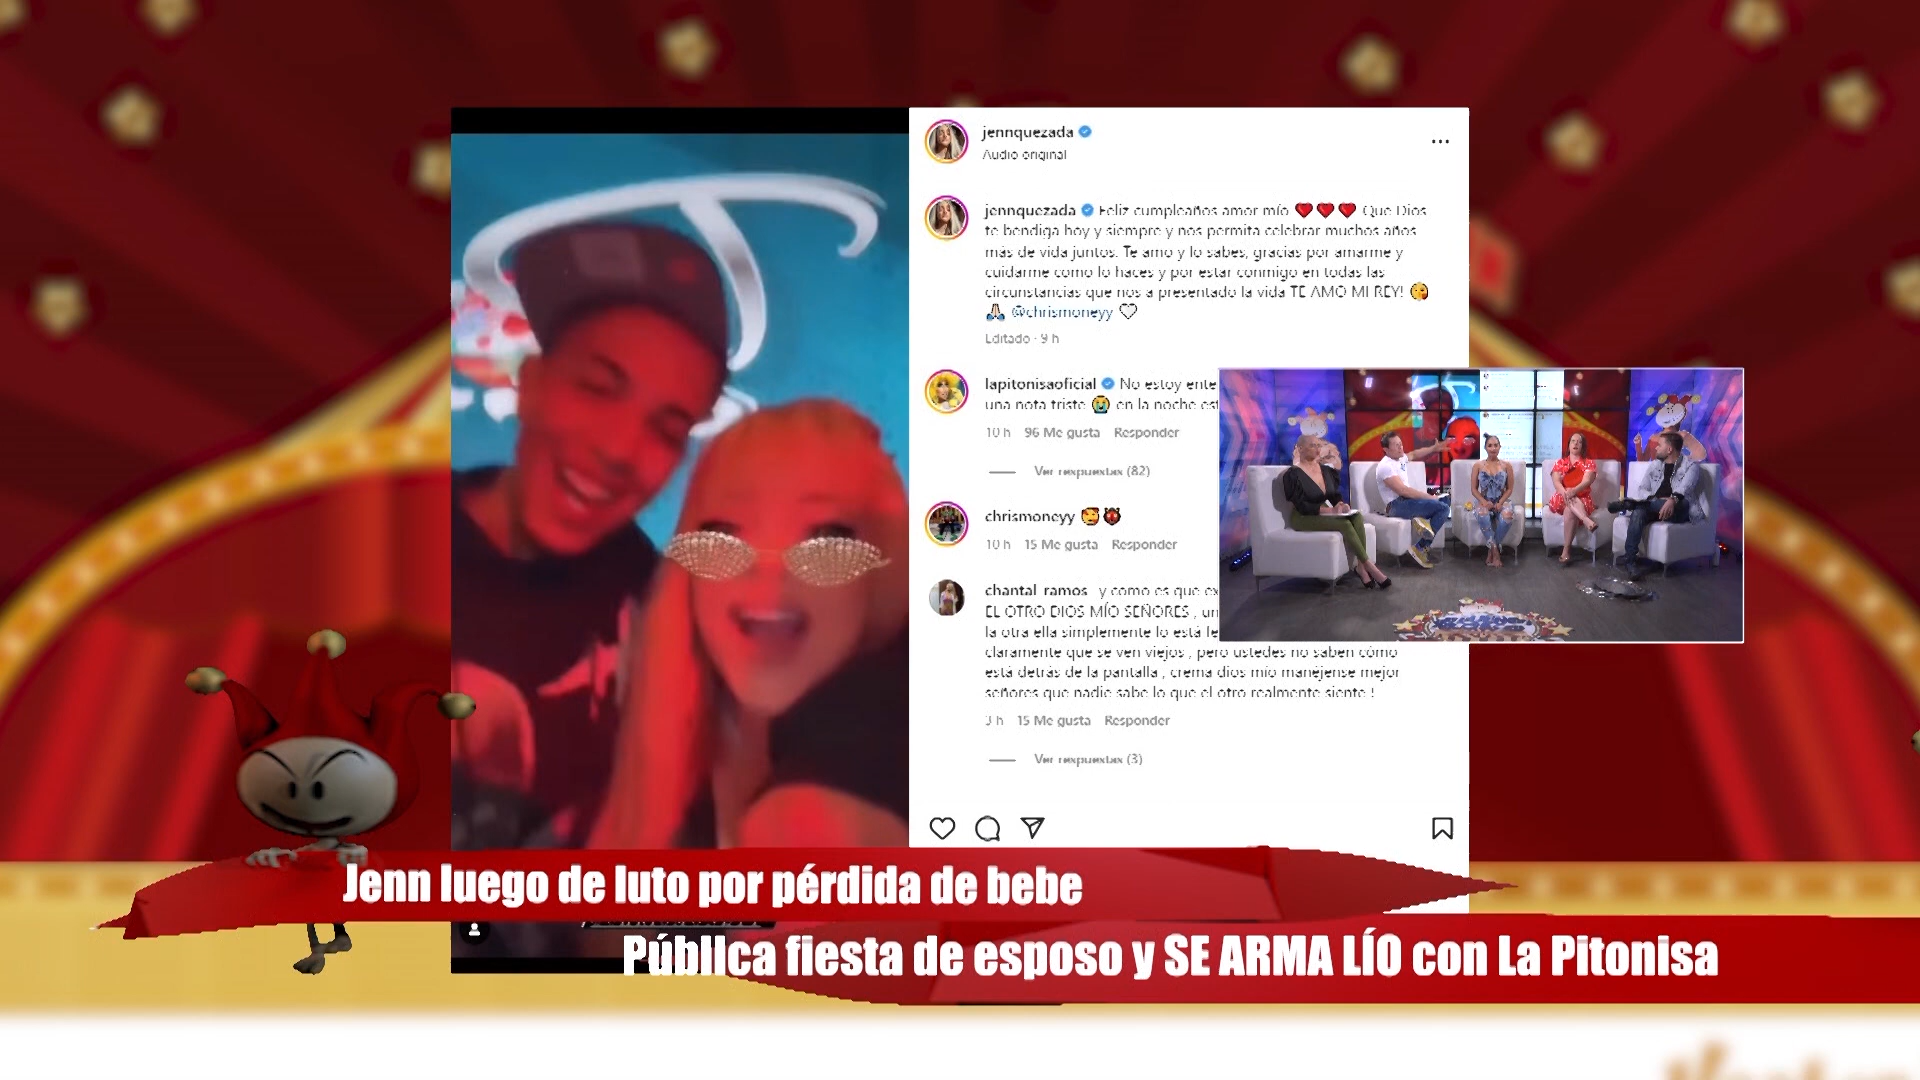 jennquezada
Audio original
jennquezada Feliz cumpleaños amor mío ❤️❤️❤️ Que Dios
te bendiga hoy y siempre y nos permita celebrar muchos años
más de vida juntos. Te amo y lo sabes, gracias por amarme y
cuidarme como lo haces y por estar conmigo en todas las
circunstancias que nos a presentado la vida TE AMO MI REY! 😘
🙏🏻 @chrismoneyy 🤍
Editado · 9 h
lapitonisaoficial No estoy ente
una nota triste 😭 en la noche est
10 h 96 Me gusta Responder
Ver respuestas (82)
chrismoneyy 🥰👹
10 h 15 Me gusta Responder
chantal_ramos_ y como es que ex
EL OTRO DIOS MÍO SEÑORES , un
la otra ella simplemente lo está fe
claramente que se ven viejos , pero ustedes no saben cómo
está detrás de la pantalla , crema dios mío manéjense mejor
señores que nadie sabe lo que el otro realmente siente !
3 h 15 Me gusta Responder
Ver respuestas (3)
Jenn luego de luto por pérdida de bebe
Pública fiesta de esposo y SE ARMA LÍO con La Pitonisa